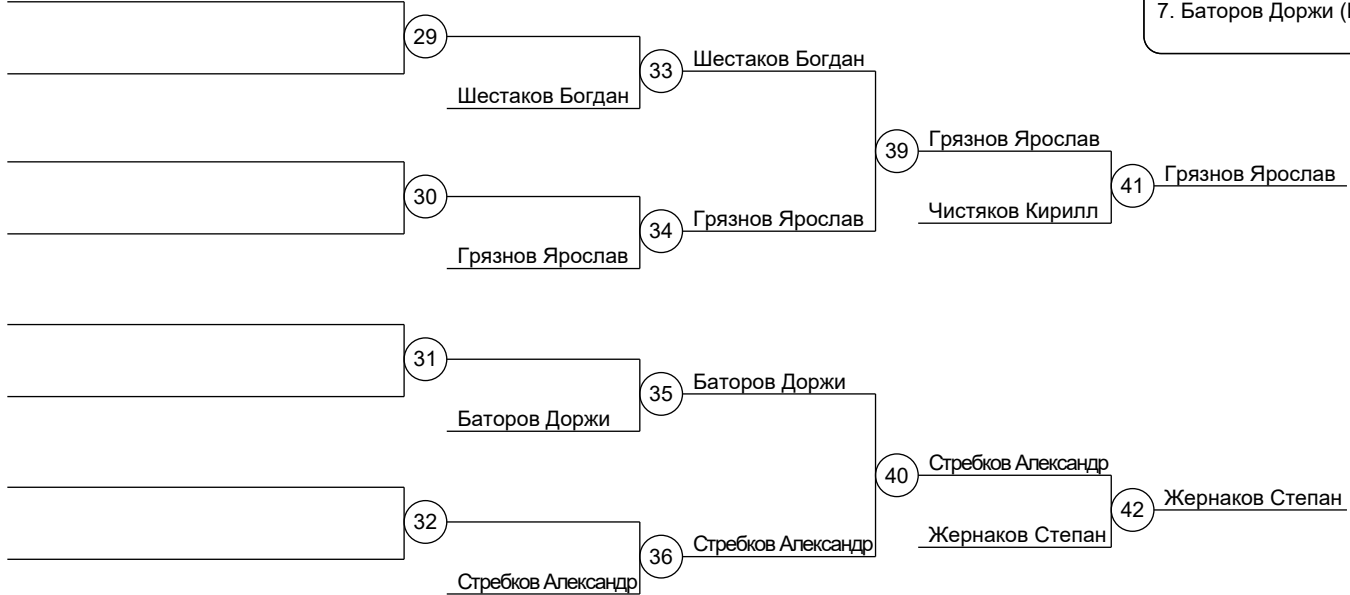 7. Баторов Доржи (
29
33
Шестаков Богдан
Шестаков Богдан
39
Грязнов Ярослав
30
41
Грязнов Ярослав
34
Грязнов Ярослав
Чистяков Кирилл
Грязнов Ярослав
31
35
Баторов Доржи
Баторов Доржи
40
Стребков Александр
32
42
Жернаков Степан
36
Стребков Александр
Жернаков Степан
Стребков Александр